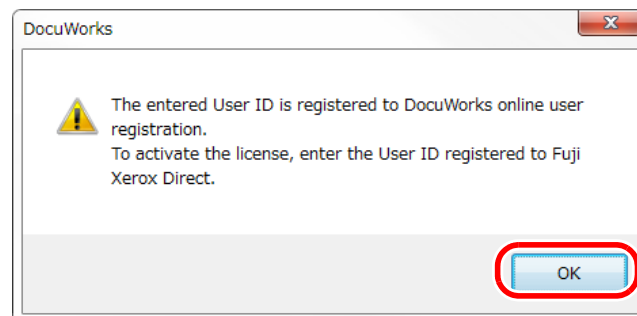 DocuWorks
The entered User ID is registered to DocuWorks online user
registration.
To activate the license, enter the User ID registered to Fuji
Xerox Direct.
OK